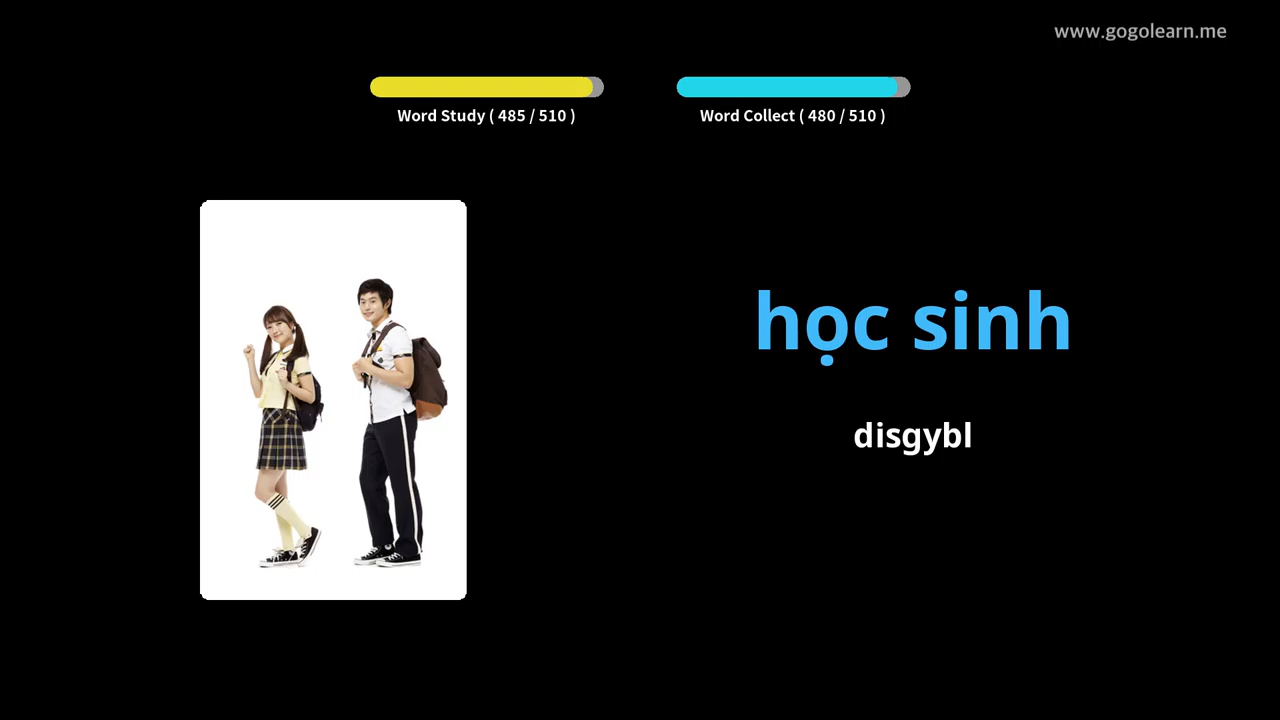 www.gogolearn.me
Word Study ( 485 / 510 )
Word Collect ( 480 / 510 )
học sinh
disgybl